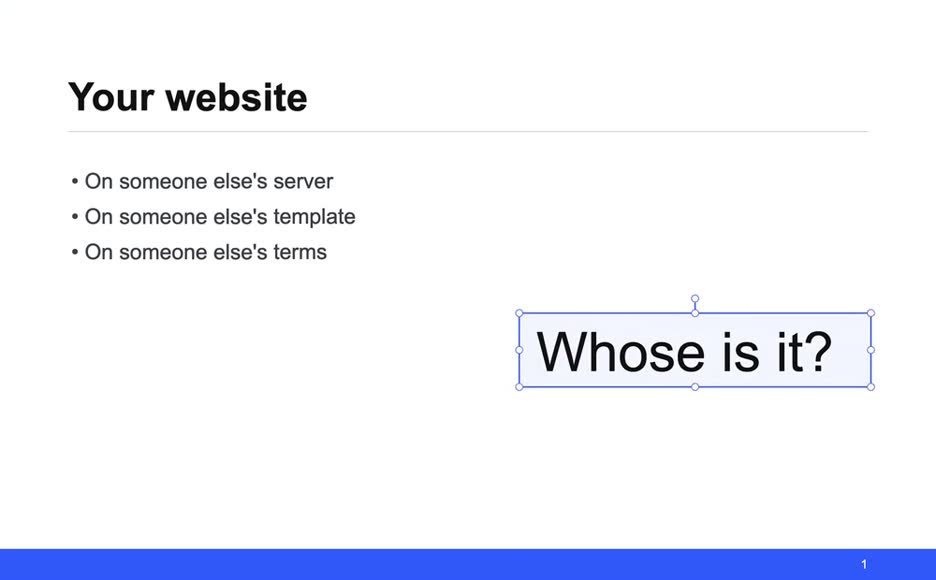 Your website
• On someone else's server
• On someone else's template
• On someone else's terms
Whose is it?
1